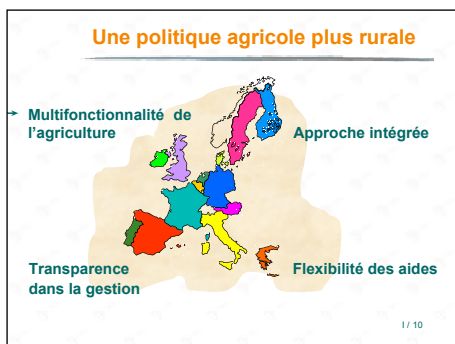 Une politique agricole plus rurale
Multifonctionnalité de
l'agriculture
Approche intégrée
Transparence
dans la gestion
Flexibilité des aides
I / 10